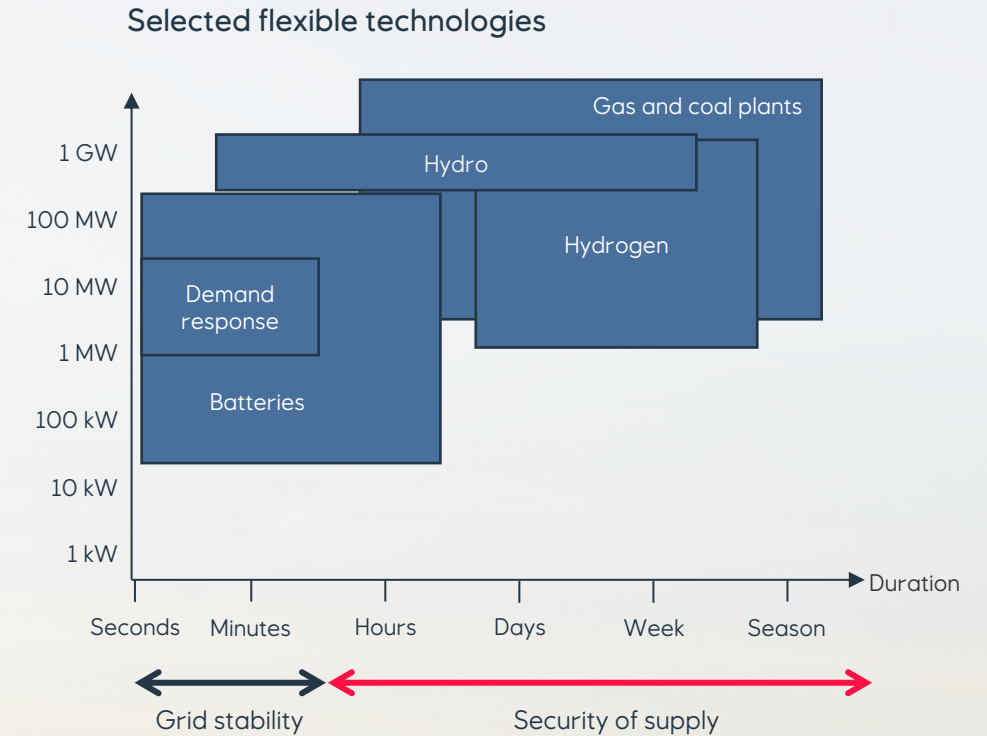 Selected flexible technologies
Gas and coal plants
1 GW
Hydro
100 MW
Hydrogen
10 MW
Demand
response
1 MW
Batteries
100 kW
10 kW
1 kW
Duration
Seconds Minutes Hours Days Week Season
Grid stability Security of supply